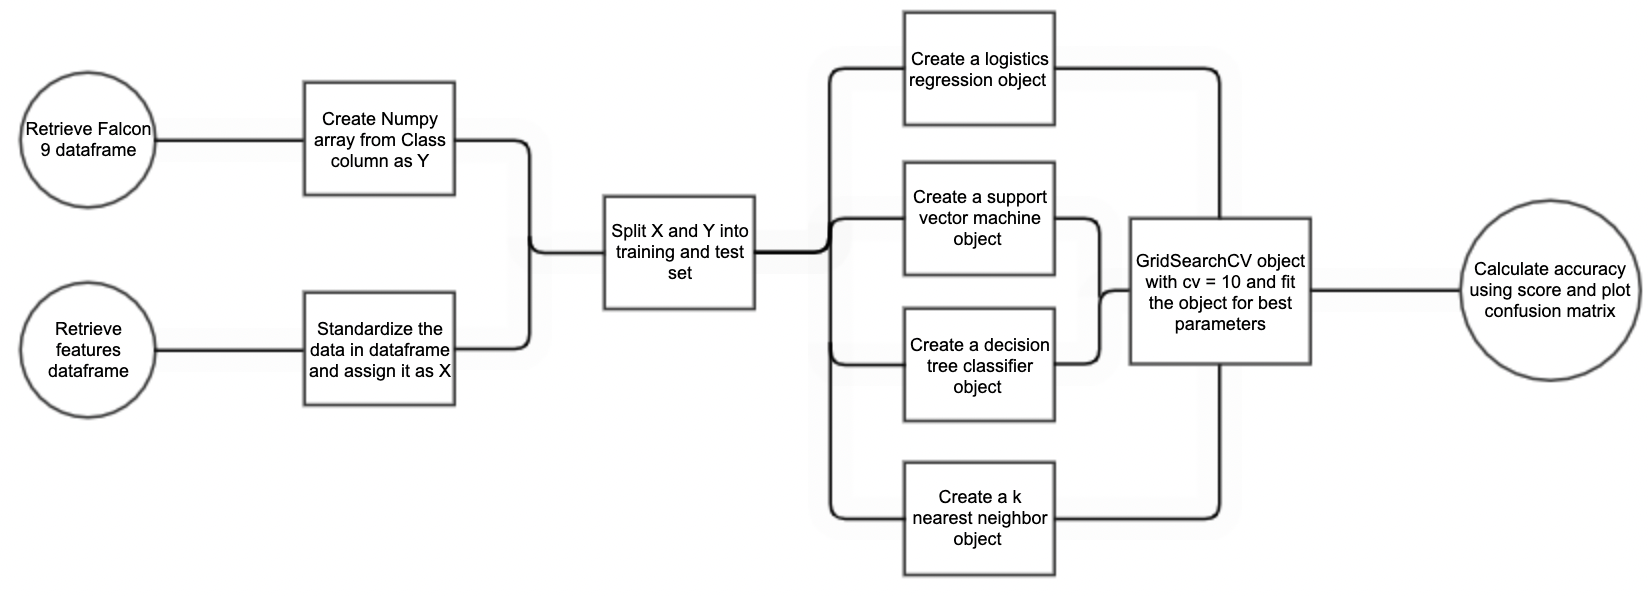 Retrieve Falcon
9 dataframe
Create Numpy
array from Class
column as Y
Retrieve
features
dataframe
Standardize the
data in dataframe
and assign it as X
Split X and Y into
training and test
set
Create a logistics
regression object
Create a support
vector machine
object
Create a decision
tree classifier
object
Create a k
nearest neighbor
object
GridSearchCV object
with cv = 10 and fit
the object for best
parameters
Calculate accuracy
using score and plot
confusion matrix